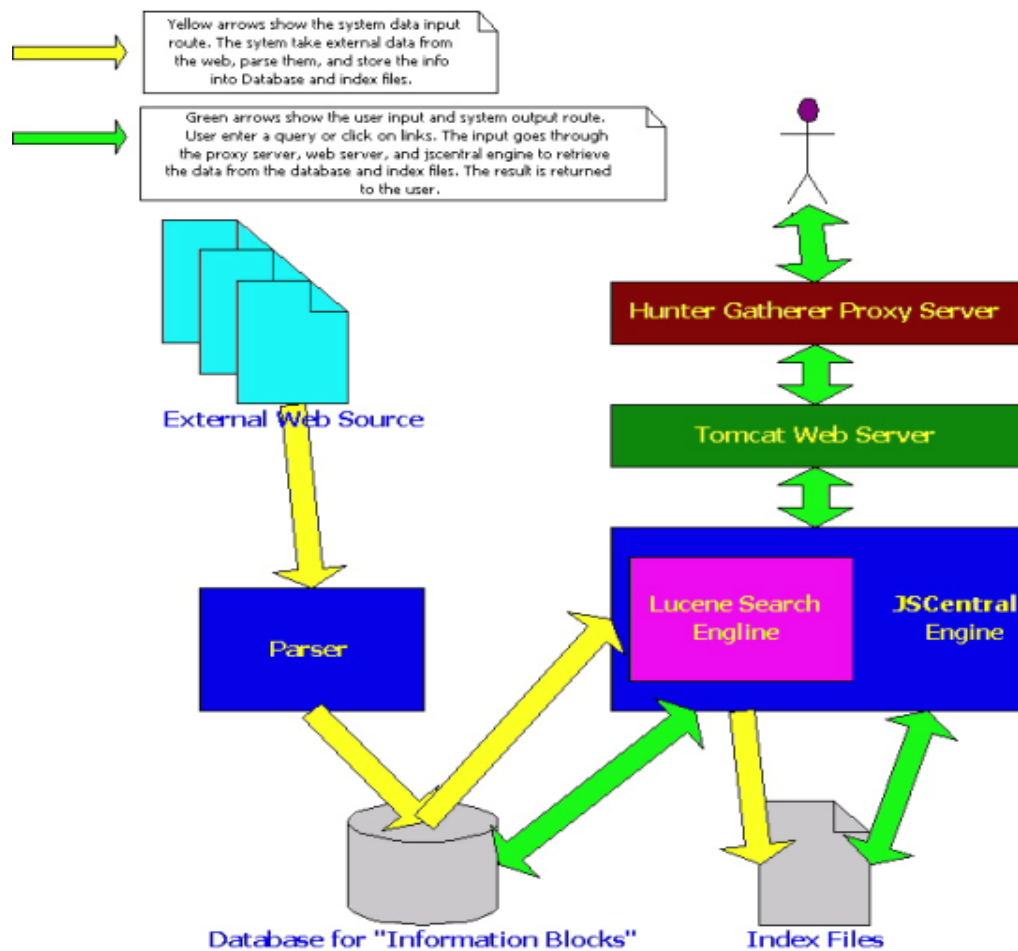 Yellow arrows show the system data input
route. The sytem take external data from
the web, parse them, and store the info
into Database and index files.
Green arrows show the user input and system output route.
User enter a query or click on links. The input goes through
the proxy server, web server, and jscentral engine to retrieve
the data from the database and index files. The result is returned
to the user.
External Web Source
Hunter Gatherer Proxy Server
Tomcat Web Server
Lucene Search
Engline
JSCentral
Engine
Parser
Database for "Information Blocks"
Index Files